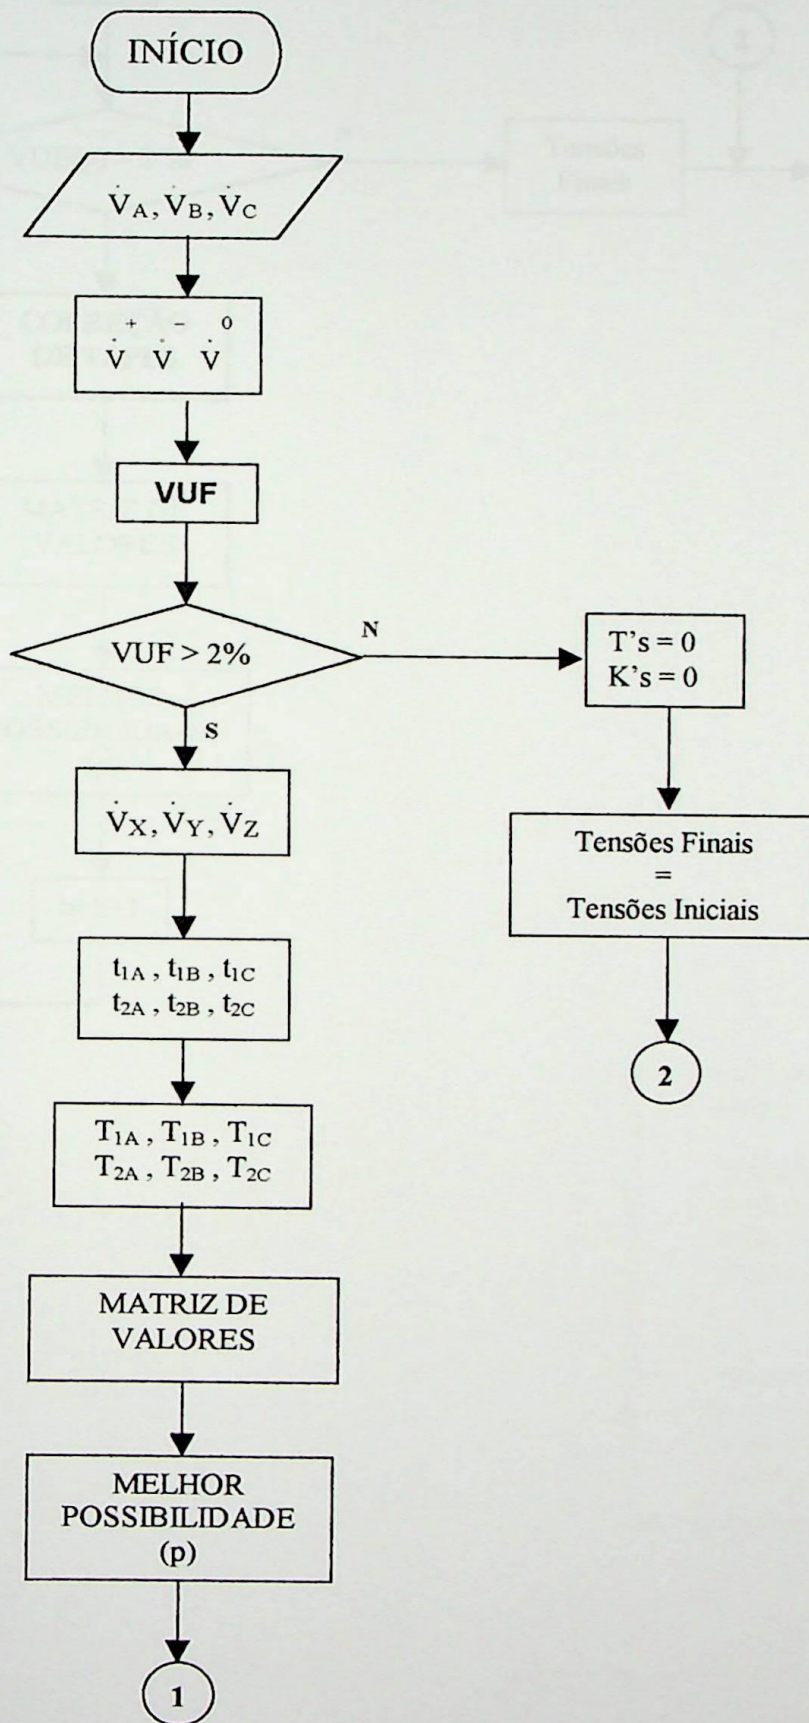 INÍCIO
V̇A, V̇B, V̇C
+ - 0
V̇ V̇ V̇
VUF
VUF > 2%
N
S
T's = 0
K's = 0
V̇X, V̇Y, V̇Z
Tensões Finais
=
Tensões Iniciais
t1A , t1B , t1C
t2A , t2B , t2C
2
T1A , T1B , T1C
T2A , T2B , T2C
MATRIZ DE
VALORES
MELHOR
POSSIBILIDADE
(p)
1